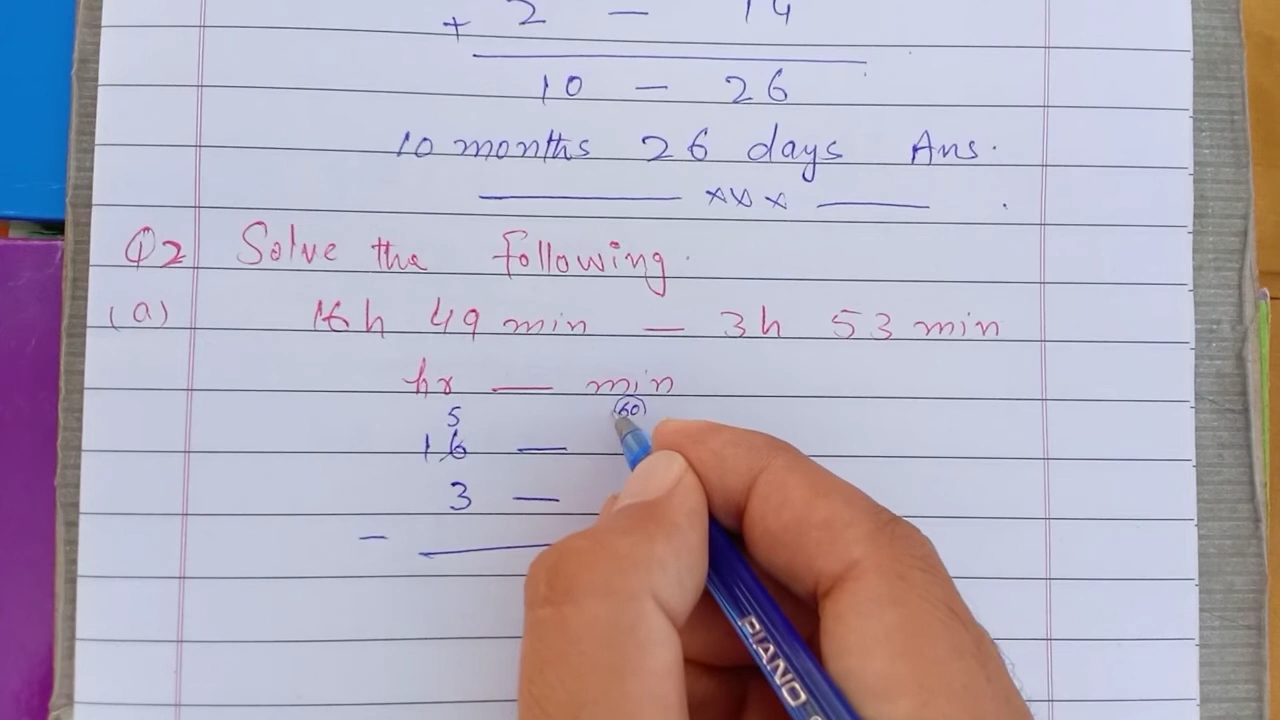 + 2 — 14
10 — 26
10 months 26 days Ans.
xxx
Q2 Solve the Following.
(a) 16h 49 min — 3h 53 min
hr — min
5 60
16 —
3 —
—
PIANO